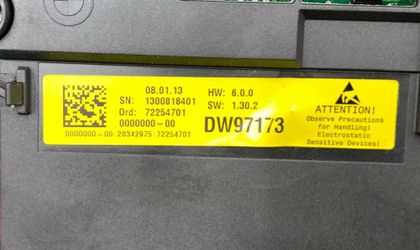 08.01.13
HW: 6.0.0
SN: 1300818401
SW: 1.30.2
Ord: 72254701
0000000-00
DW97173
0000000-00 28342975/72254701
ATTENTION!
Observe Precautions
for Handling!
Electrostatic
Sensitive Devices!